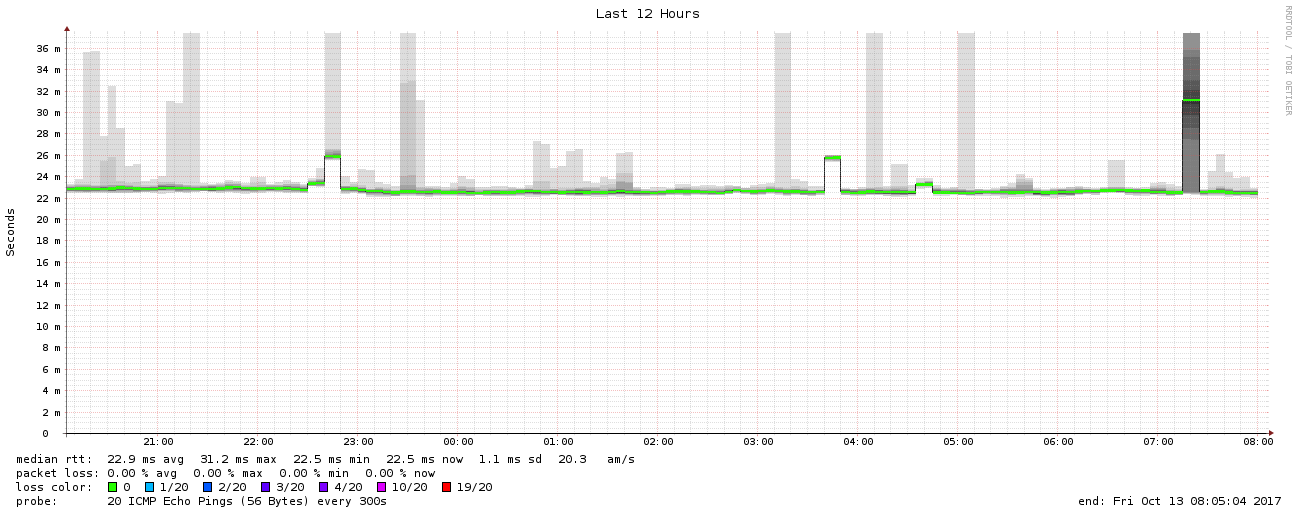 Last 12 Hours
RRDTOOL / TOBI OETIKER
Seconds
36 m
34 m
32 m
30 m
28 m
26 m
24 m
22 m
20 m
18 m
16 m
14 m
12 m
10 m
8 m
6 m
4 m
2 m
0
21:00 22:00 23:00 00:00 01:00 02:00 03:00 04:00 05:00 06:00 07:00 08:00
median rtt: 22.9 ms avg 31.2 ms max 22.5 ms min 22.5 ms now 1.1 ms sd 20.3 am/s
packet loss: 0.00 % avg 0.00 % max 0.00 % min 0.00 % now
loss color: 0 1/20 2/20 3/20 4/20 10/20 19/20
probe: 20 ICMP Echo Pings (56 Bytes) every 300s end: Fri Oct 13 08:05:04 2017